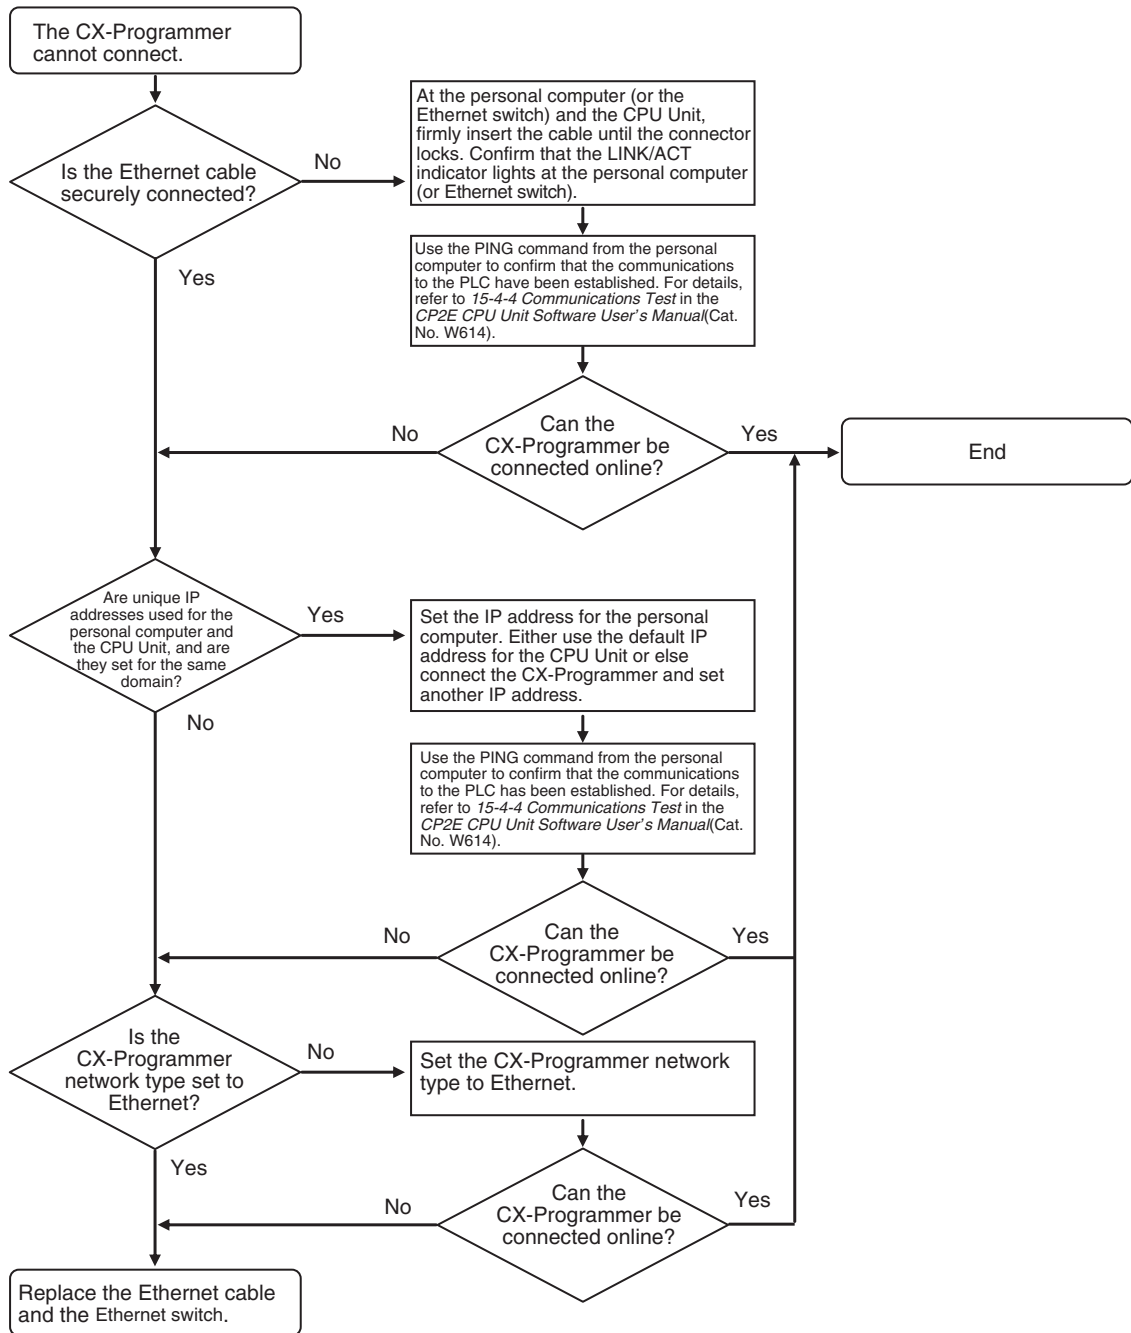 The CX-Programmer
cannot connect.
Is the Ethernet cable
securely connected?
No
At the personal computer (or the
Ethernet switch) and the CPU Unit,
firmly insert the cable until the connector
locks. Confirm that the LINK/ACT
indicator lights at the personal computer
(or Ethernet switch).
Yes
Use the PING command from the personal
computer to confirm that the communications
to the PLC have been established. For details,
refer to 15-4-4 Communications Test in the
CP2E CPU Unit Software User's Manual(Cat.
No. W614).
No
Can the
CX-Programmer be
connected online?
Yes
End
Are unique IP
addresses used for the
personal computer and
the CPU Unit, and are
they set for the same
domain?
Yes
Set the IP address for the personal
computer. Either use the default IP
address for the CPU Unit or else
connect the CX-Programmer and set
another IP address.
No
Use the PING command from the personal
computer to confirm that the communications
to the PLC has been established. For details,
refer to 15-4-4 Communications Test in the
CP2E CPU Unit Software User's Manual(Cat.
No. W614).
No
Can the
CX-Programmer be
connected online?
Yes
Is the
CX-Programmer
network type set to
Ethernet?
No
Set the CX-Programmer network
type to Ethernet.
Yes
No
Can the
CX-Programmer be
connected online?
Yes
Replace the Ethernet cable
and the Ethernet switch.